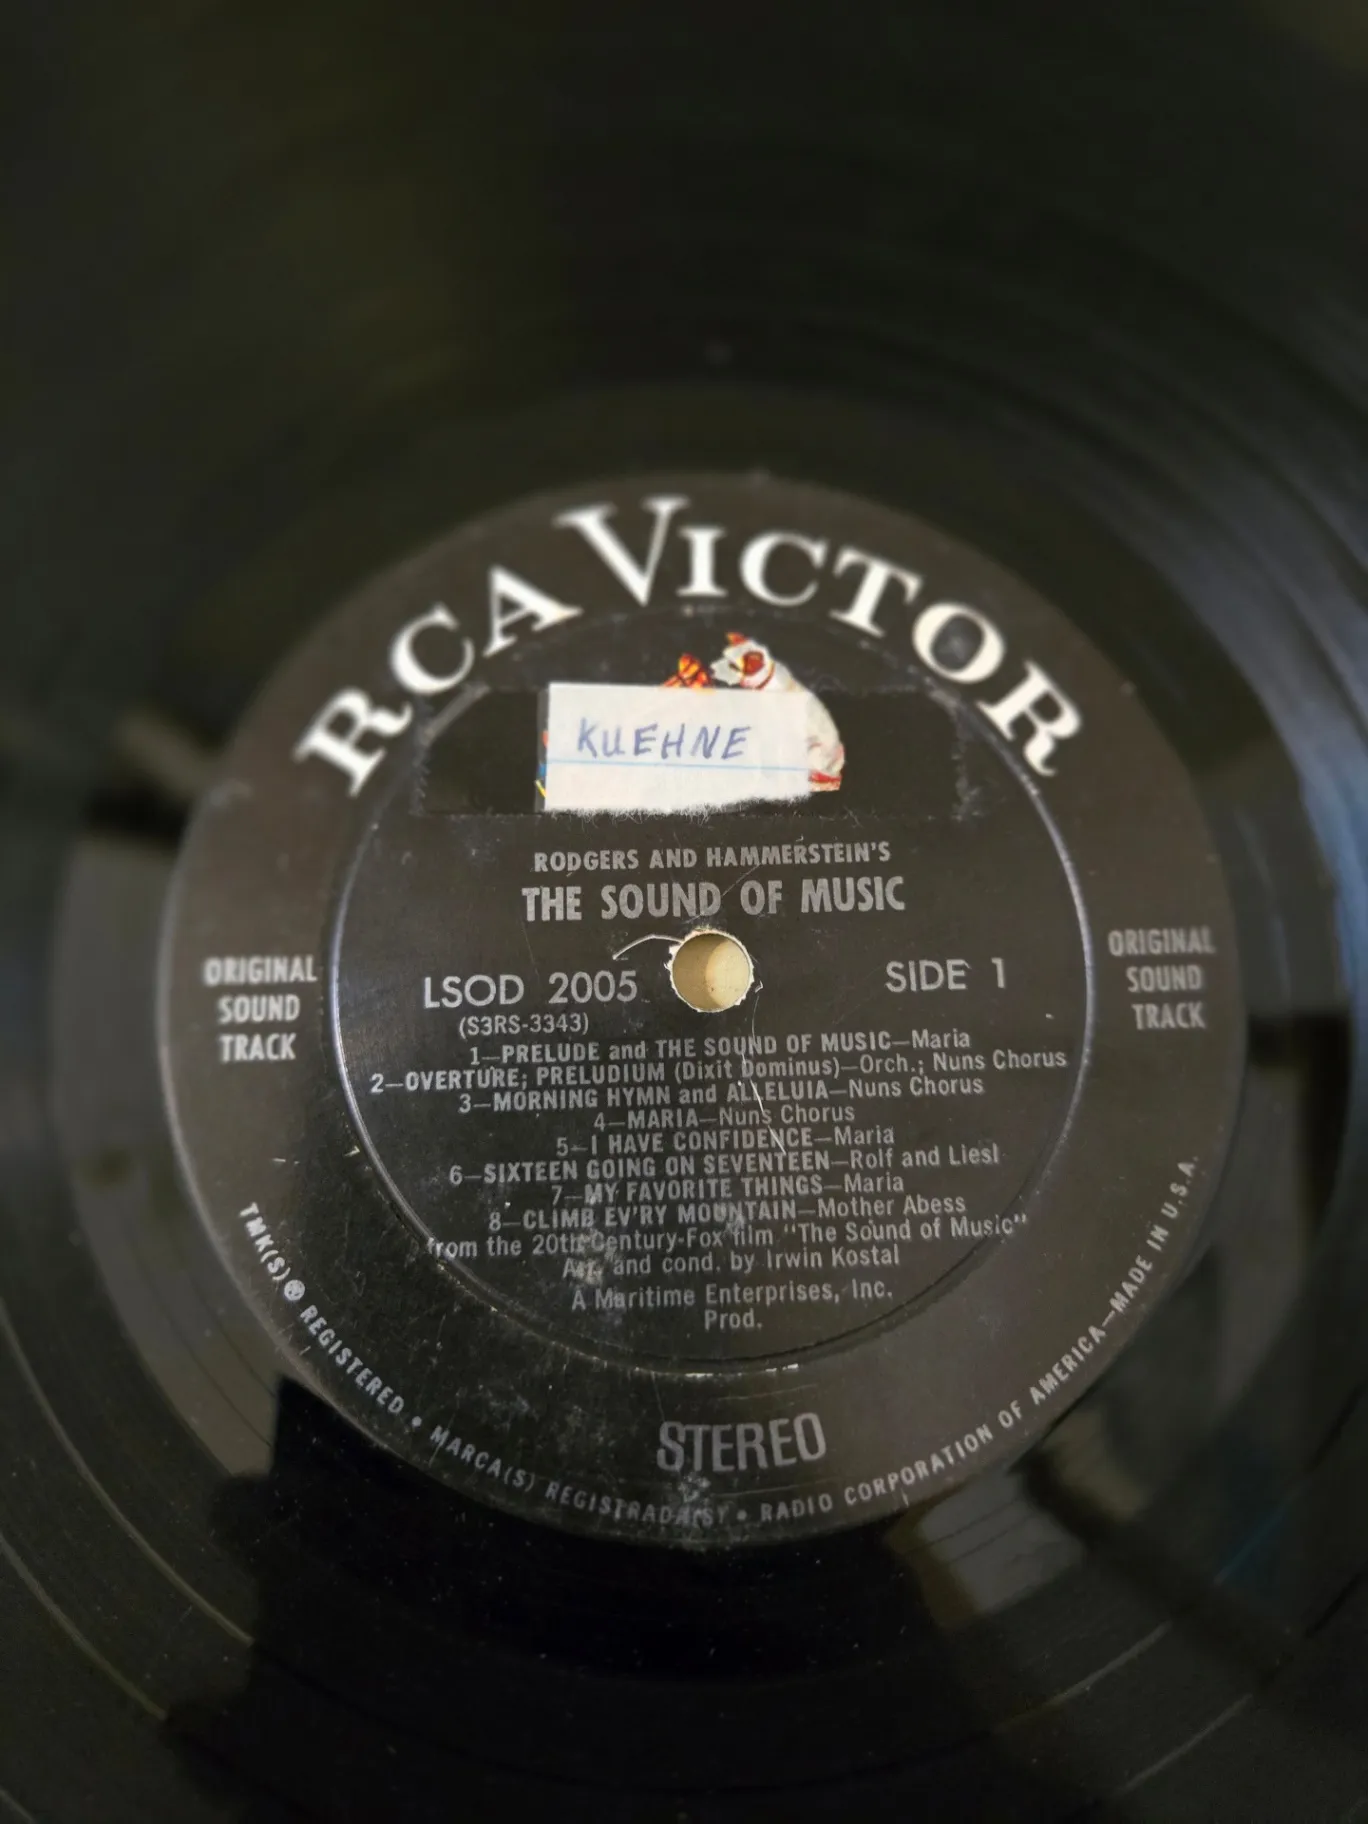 RCA VICTOR
KUEHNE
RODGERS AND HAMMERSTEIN'S
THE SOUND OF MUSIC
ORIGINAL
SOUND
TRACK
ORIGINAL
SOUND
TRACK
LSOD 2005
(S3RS-3343)
SIDE 1
1—PRELUDE and THE SOUND OF MUSIC—Maria
2—OVERTURE; PRELUDIUM (Dixit Dominus)—Orch.; Nuns Chorus
3—MORNING HYMN and ALLELUIA—Nuns Chorus
4—MARIA—Nuns Chorus
5—I HAVE CONFIDENCE—Maria
6—SIXTEEN GOING ON SEVENTEEN—Rolf and Liesl
7—MY FAVORITE THINGS—Maria
8—CLIMB EV'RY MOUNTAIN—Mother Abess
from the 20th Century-Fox film "The Sound of Music"
Arr. and cond. by Irwin Kostal
A Maritime Enterprises, Inc.
Prod.
STEREO
TMK(S) ® REGISTERED • MARCA(S) REGISTRADA(S) • RADIO CORPORATION OF AMERICA—MADE IN U.S.A.